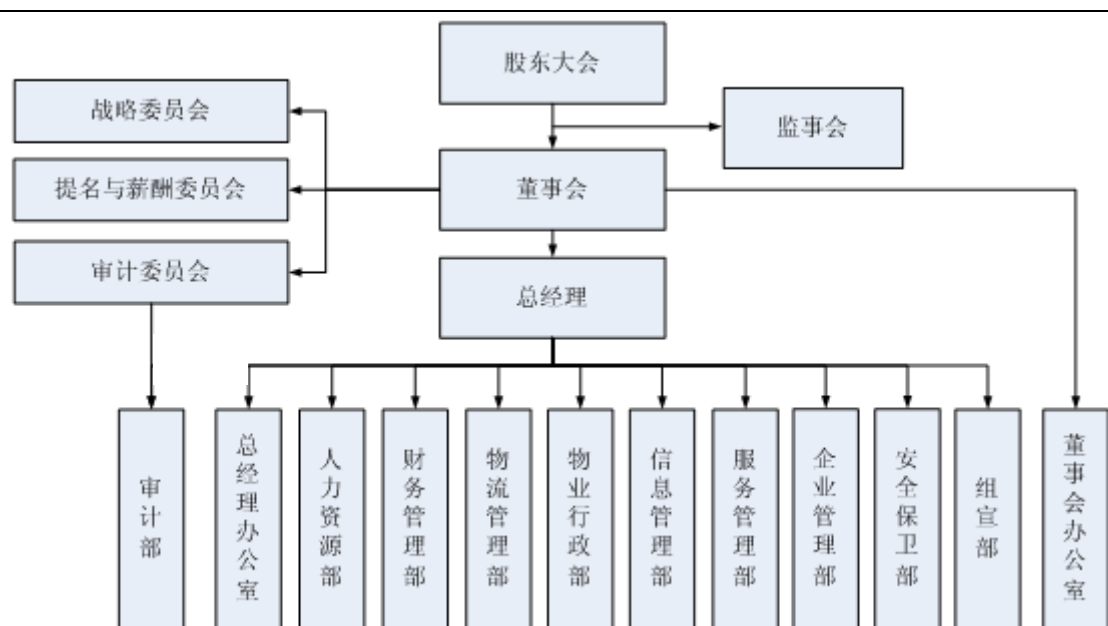 股东大会
监事会
战略委员会
提名与薪酬委员会
董事会
审计委员会
总经理
审计部
总经理办公室
人力资源部
财务管理部
物流管理部
物业行政部
信息管理部
服务管理部
企业管理部
安全保卫部
组宣部
董事会办公室